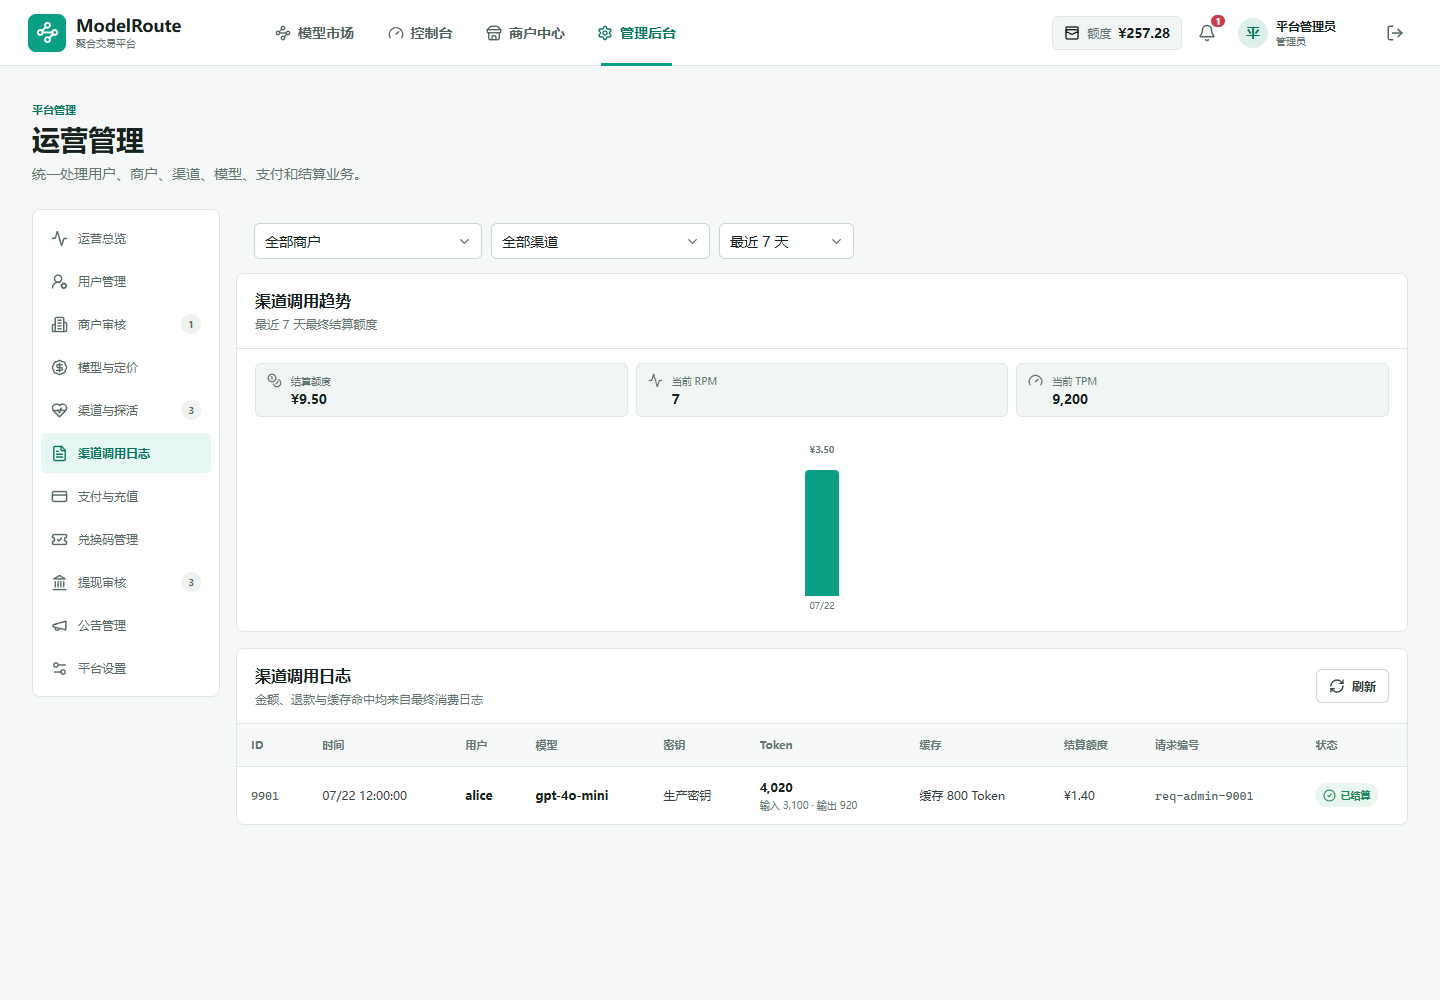 ModelRoute
聚合交易平台
模型市场
控制台
商户中心
管理后台
额度 ¥257.28
1
平
平台管理员
管理员
平台管理
运营管理
统一处理用户、商户、渠道、模型、支付和结算业务。
运营总览
用户管理
商户审核 1
模型与定价
渠道与探活 3
渠道调用日志
支付与充值
兑换码管理
提现审核 3
公告管理
平台设置
全部商户
全部渠道
最近 7 天
渠道调用趋势
最近 7 天最终结算额度
结算额度
¥9.50
当前 RPM
7
当前 TPM
9,200
¥3.50
07/22
渠道调用日志
金额、退款与缓存命中均来自最终消费日志
刷新
ID 时间 用户 模型 密钥 Token 缓存 结算额度 请求编号 状态
9901 07/22 12:00:00 alice gpt-4o-mini 生产密钥 4,020 缓存 800 Token ¥1.40 req-admin-9001 已结算
输入 3,100 · 输出 920